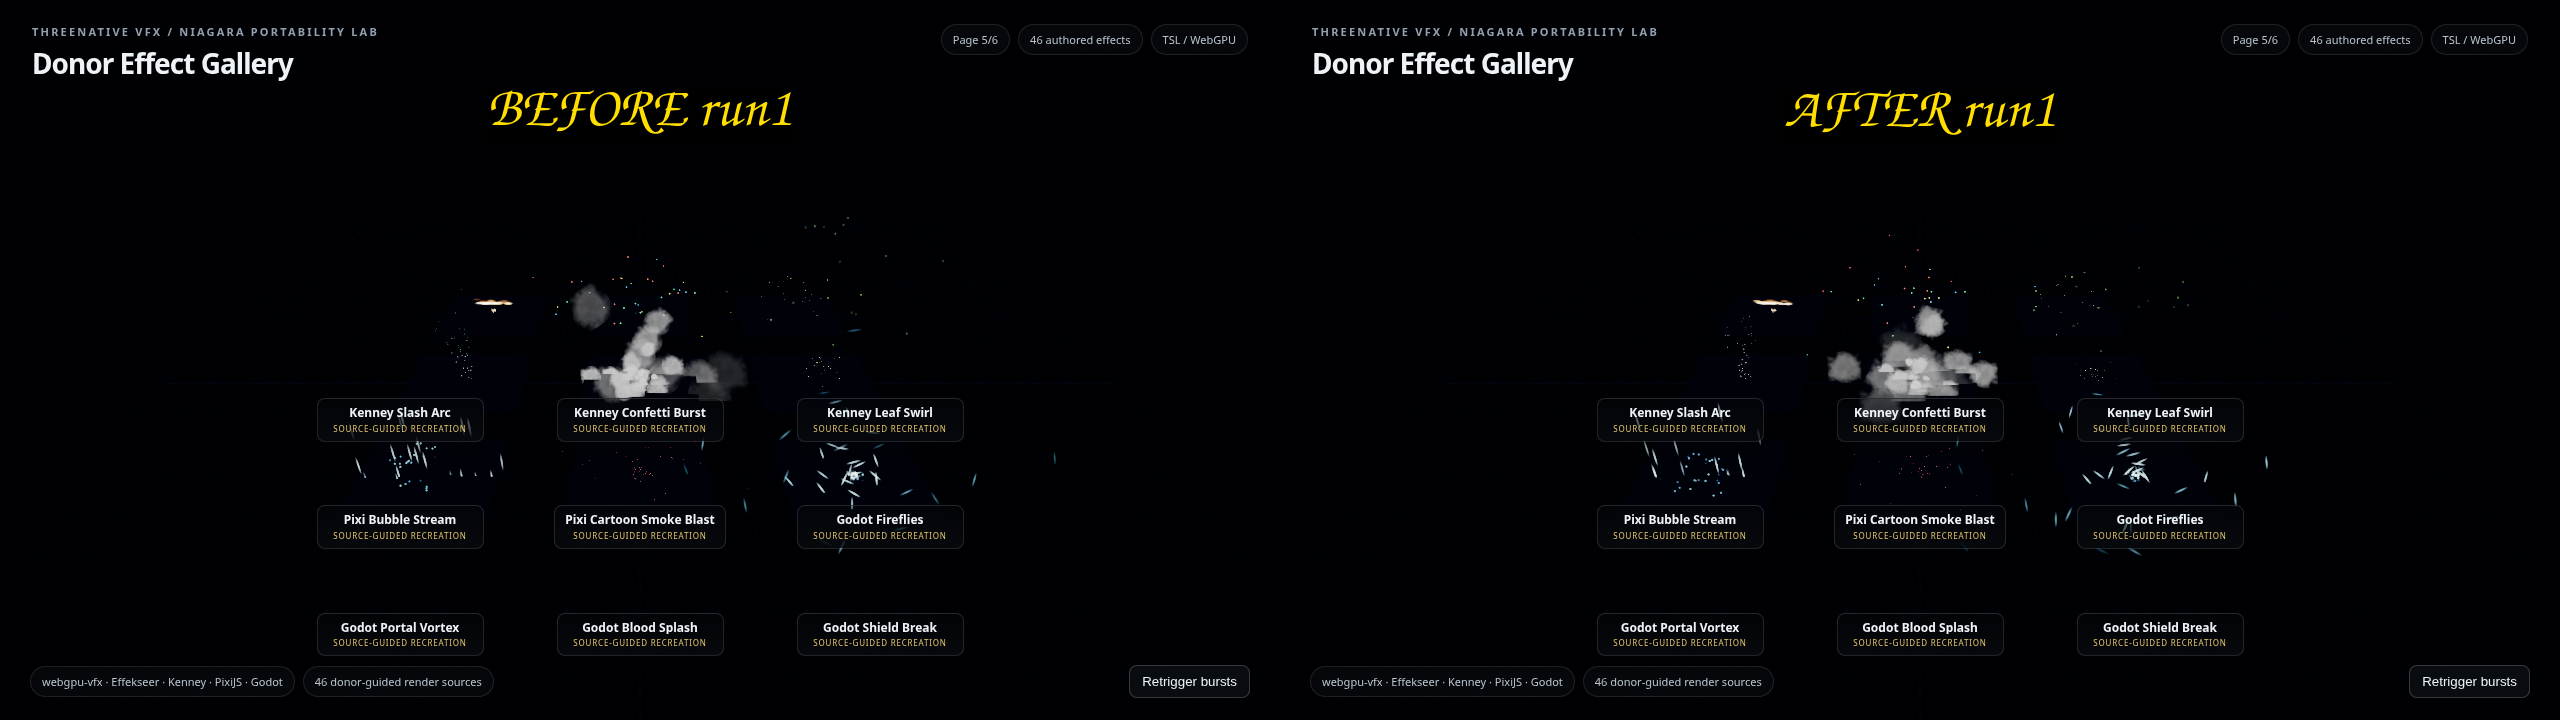 THREENATIVE VFX / NIAGARA PORTABILITY LAB
Donor Effect Gallery
Page 5/6
46 authored effects
TSL / WebGPU
BEFORE run1
Kenney Slash Arc
SOURCE-GUIDED RECREATION
Kenney Confetti Burst
SOURCE-GUIDED RECREATION
Kenney Leaf Swirl
SOURCE-GUIDED RECREATION
Pixi Bubble Stream
SOURCE-GUIDED RECREATION
Pixi Cartoon Smoke Blast
SOURCE-GUIDED RECREATION
Godot Fireflies
SOURCE-GUIDED RECREATION
Godot Portal Vortex
SOURCE-GUIDED RECREATION
Godot Blood Splash
SOURCE-GUIDED RECREATION
Godot Shield Break
SOURCE-GUIDED RECREATION
webgpu-vfx · Effekseer · Kenney · PixiJS · Godot
46 donor-guided render sources
Retrigger bursts
THREENATIVE VFX / NIAGARA PORTABILITY LAB
Donor Effect Gallery
Page 5/6
46 authored effects
TSL / WebGPU
AFTER run1
Kenney Slash Arc
SOURCE-GUIDED RECREATION
Kenney Confetti Burst
SOURCE-GUIDED RECREATION
Kenney Leaf Swirl
SOURCE-GUIDED RECREATION
Pixi Bubble Stream
SOURCE-GUIDED RECREATION
Pixi Cartoon Smoke Blast
SOURCE-GUIDED RECREATION
Godot Fireflies
SOURCE-GUIDED RECREATION
Godot Portal Vortex
SOURCE-GUIDED RECREATION
Godot Blood Splash
SOURCE-GUIDED RECREATION
Godot Shield Break
SOURCE-GUIDED RECREATION
webgpu-vfx · Effekseer · Kenney · PixiJS · Godot
46 donor-guided render sources
Retrigger bursts